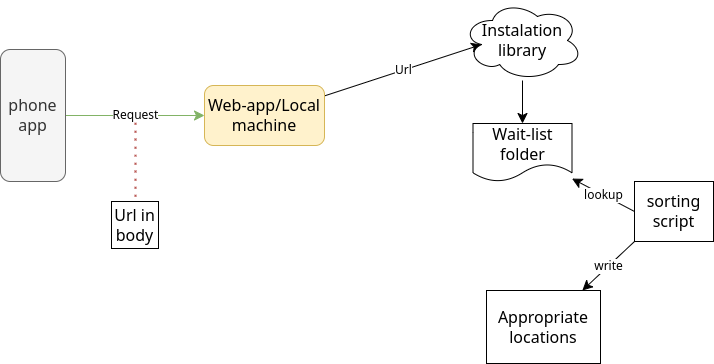 Instalation
library
Url
phone
app
Request
Web-app/Local
machine
Wait-list
folder
lookup
sorting
script
Url in
body
write
Appropriate
locations